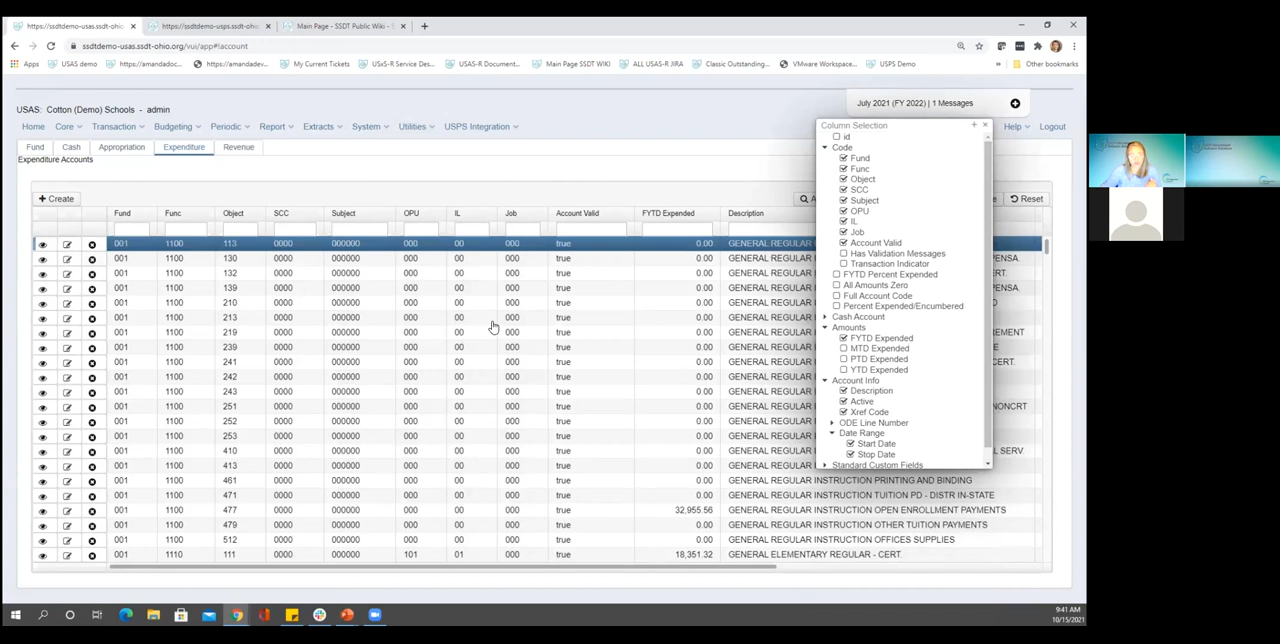 https://ssdtdemo-usas.ssdt-ohio.org/ https://ssdtdemo-usps.ssdt-ohio.org/ Main Page - SSDT Public Wiki - S
ssdtdemo-usas.ssdt-ohio.org/vui/app#!account
Apps USAS demo https://amandadoc... https://amandadev... My Current Tickets USxS-R Service Des... USAS-R Document... Main Page SSDT WIKI ALL USAS-R JIRA Classic Outstanding... VMware Workspace... USPS Demo » Other bookmarks
July 2021 (FY 2022) | 1 Messages
USAS: Cotton (Demo) Schools - admin
Home Core Transaction Budgeting Periodic Report Extracts System Utilities USPS Integration Help Logout
Fund Cash Appropriation Expenditure Revenue
Expenditure Accounts
Create Reset
Fund Func Object SCC Subject OPU IL Job Account Valid FYTD Expended Description
001 1100 113 0000 000000 000 00 000 true 0.00 GENERAL REGULAR
001 1100 130 0000 000000 000 00 000 true 0.00 GENERAL REGULAR
001 1100 132 0000 000000 000 00 000 true 0.00 GENERAL REGULAR
001 1100 139 0000 000000 000 00 000 true 0.00 GENERAL REGULAR
001 1100 210 0000 000000 000 00 000 true 0.00 GENERAL REGULAR
001 1100 213 0000 000000 000 00 000 true 0.00 GENERAL REGULAR
001 1100 219 0000 000000 000 00 000 true 0.00 GENERAL REGULAR
001 1100 239 0000 000000 000 00 000 true 0.00 GENERAL REGULAR
001 1100 241 0000 000000 000 00 000 true 0.00 GENERAL REGULAR
001 1100 242 0000 000000 000 00 000 true 0.00 GENERAL REGULAR
001 1100 243 0000 000000 000 00 000 true 0.00 GENERAL REGULAR
001 1100 251 0000 000000 000 00 000 true 0.00 GENERAL REGULAR
001 1100 252 0000 000000 000 00 000 true 0.00 GENERAL REGULAR
001 1100 253 0000 000000 000 00 000 true 0.00 GENERAL REGULAR
001 1100 410 0000 000000 000 00 000 true 0.00 GENERAL REGULAR
001 1100 413 0000 000000 000 00 000 true 0.00 GENERAL REGULAR
001 1100 461 0000 000000 000 00 000 true 0.00 GENERAL REGULAR INSTRUCTION PRINTING AND BINDING
001 1100 471 0000 000000 000 00 000 true 0.00 GENERAL REGULAR INSTRUCTION TUITION PD - DISTR IN-STATE
001 1100 477 0000 000000 000 00 000 true 32,955.56 GENERAL REGULAR INSTRUCTION OPEN ENROLLMENT PAYMENTS
001 1100 479 0000 000000 000 00 000 true 0.00 GENERAL REGULAR INSTRUCTION OTHER TUITION PAYMENTS
001 1100 512 0000 000000 000 00 000 true 0.00 GENERAL REGULAR INSTRUCTION OFFICES SUPPLIES
001 1110 111 0000 000000 101 01 000 true 18,351.32 GENERAL ELEMENTARY REGULAR - CERT.
Column Selection
id
Code
Fund
Func
Object
SCC
Subject
OPU
IL
Job
Account Valid
Has Validation Messages
Transaction Indicator
FYTD Percent Expended
All Amounts Zero
Full Account Code
Percent Expended/Encumbered
Cash Account
Amounts
FYTD Expended
MTD Expended
PTD Expended
YTD Expended
Account Info
Description
Active
Xref Code
ODE Line Number
Date Range
Start Date
Stop Date
Standard Custom Fields
9:41 AM
10/15/2021